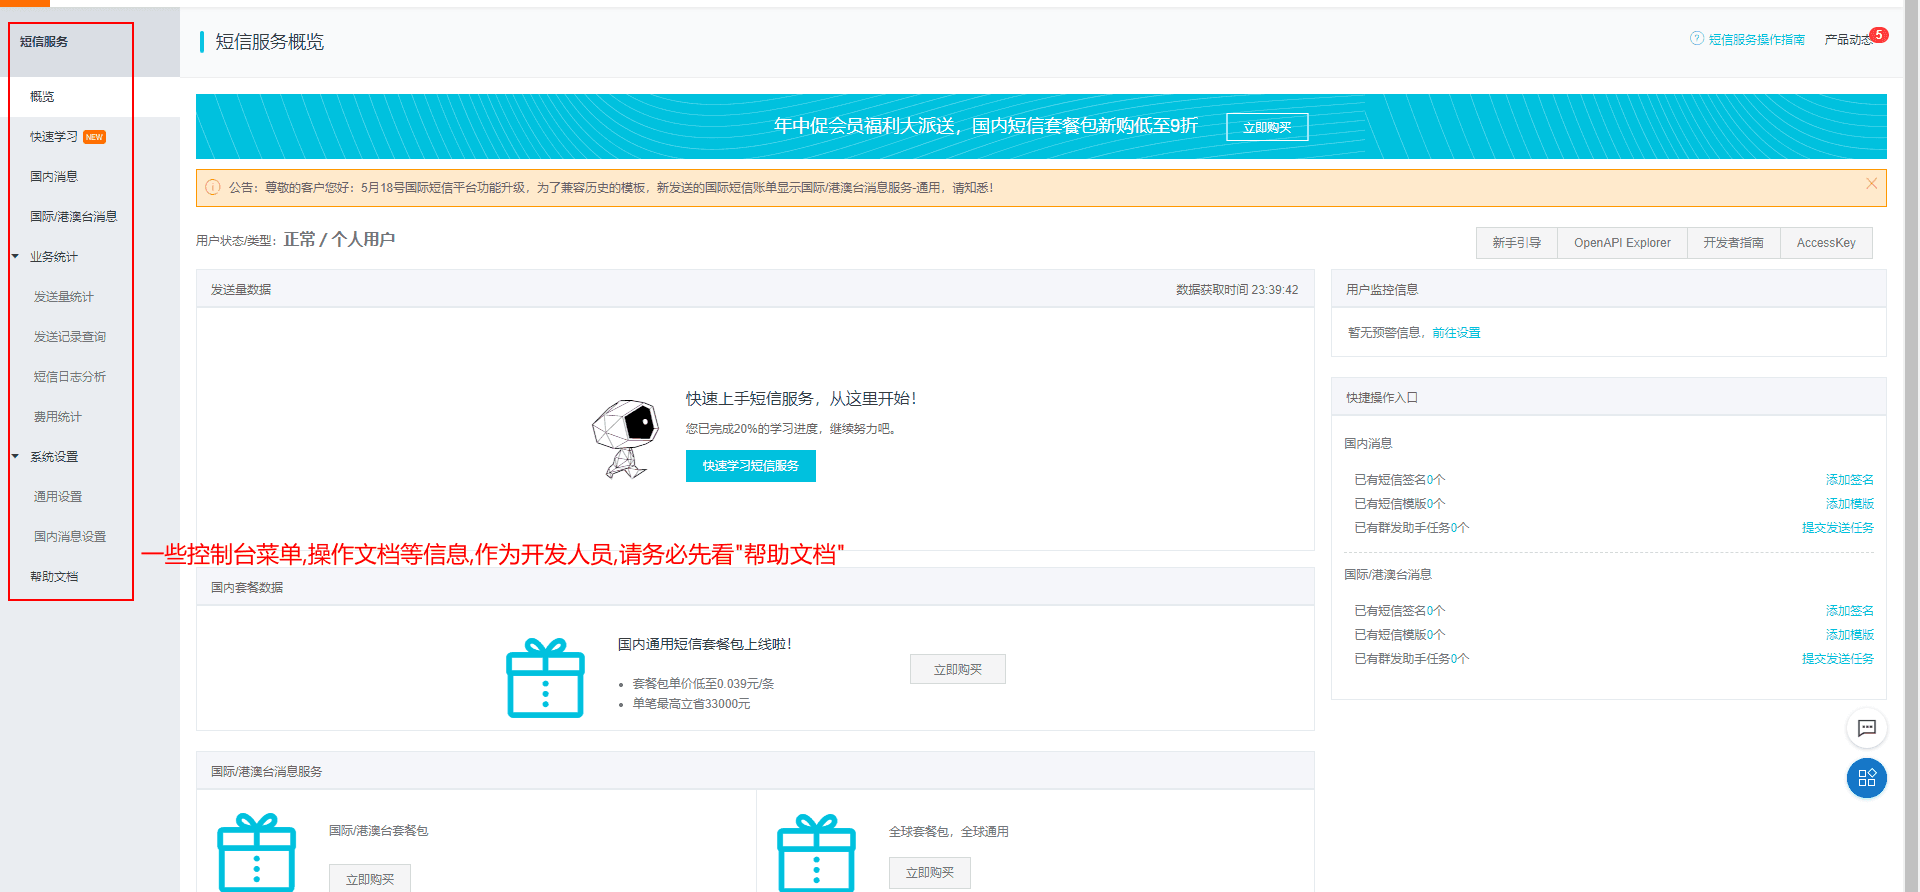 短信服务
概览
快速学习 NEW
国内消息
国际/港澳台消息
业务统计
发送量统计
发送记录查询
短信日志分析
费用统计
系统设置
通用设置
国内消息设置
帮助文档
一些控制台菜单,操作文档等信息,作为开发人员,请务必先看"帮助文档"
短信服务概览
短信服务操作指南
产品动态 5
年中促会员福利大派送，国内短信套餐包新购低至9折 立即购买
公告：尊敬的客户您好：5月18号国际短信平台功能升级，为了兼容历史的模板，新发送的国际短信账单显示国际/港澳台消息服务-通用，请知悉！
用户状态/类型：正常 / 个人用户
新手引导 OpenAPI Explorer 开发者指南 AccessKey
发送量数据 数据获取时间 23:39:42
快速上手短信服务，从这里开始！
您已完成20%的学习进度，继续努力吧。
快速学习短信服务
国内套餐数据
国内通用短信套餐包上线啦！
套餐包单价低至0.039元/条
单笔最高立省33000元
立即购买
国际/港澳台消息服务
国际/港澳台套餐包
立即购买
全球套餐包，全球通用
立即购买
用户监控信息
暂无预警信息，前往设置
快捷操作入口
国内消息
已有短信签名0个 添加签名
已有短信模版0个 添加模版
已有群发助手任务0个 提交发送任务
国际/港澳台消息
已有短信签名0个 添加签名
已有短信模版0个 添加模版
已有群发助手任务0个 提交发送任务